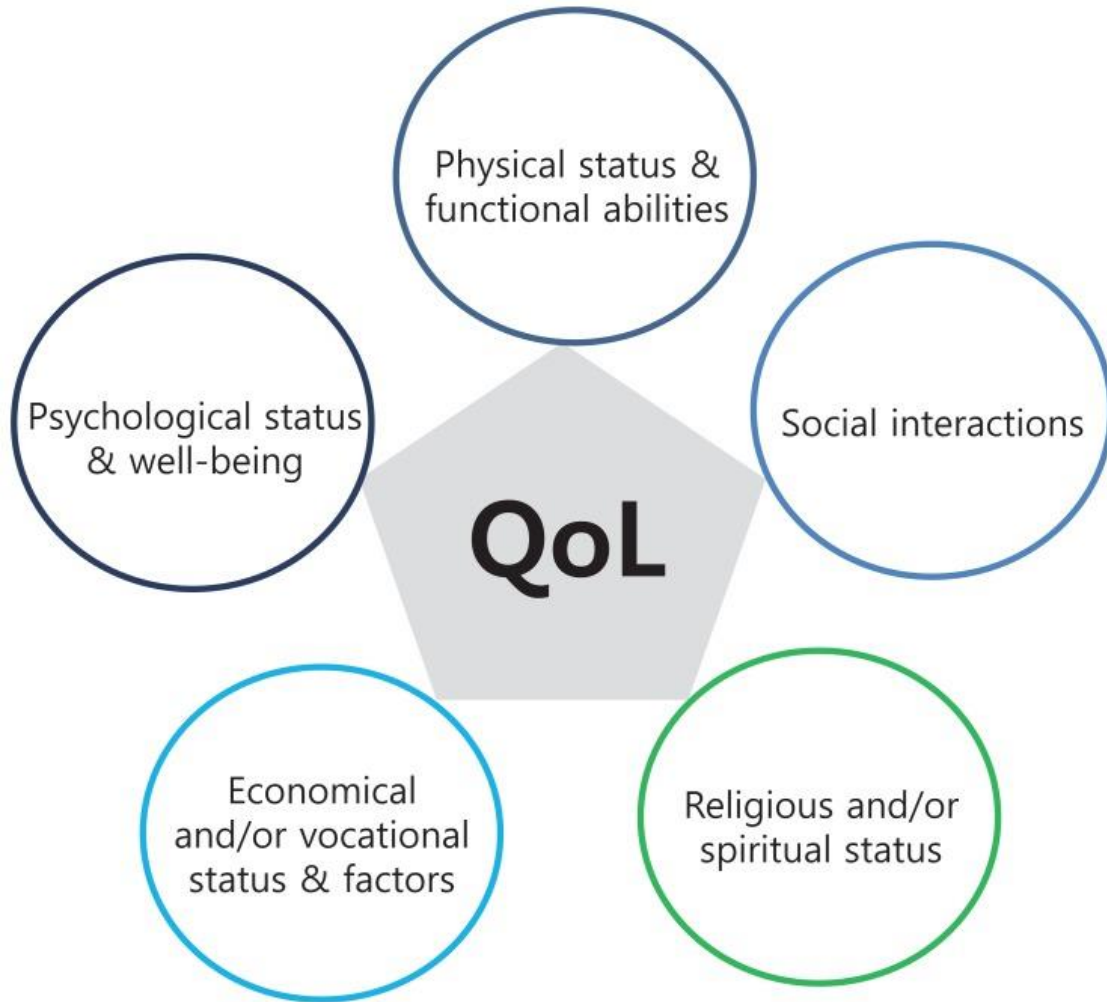 Physical status &
functional abilities
Psychological status
& well-being
Social interactions
QoL
Economical
and/or vocational
status & factors
Religious and/or
spiritual status